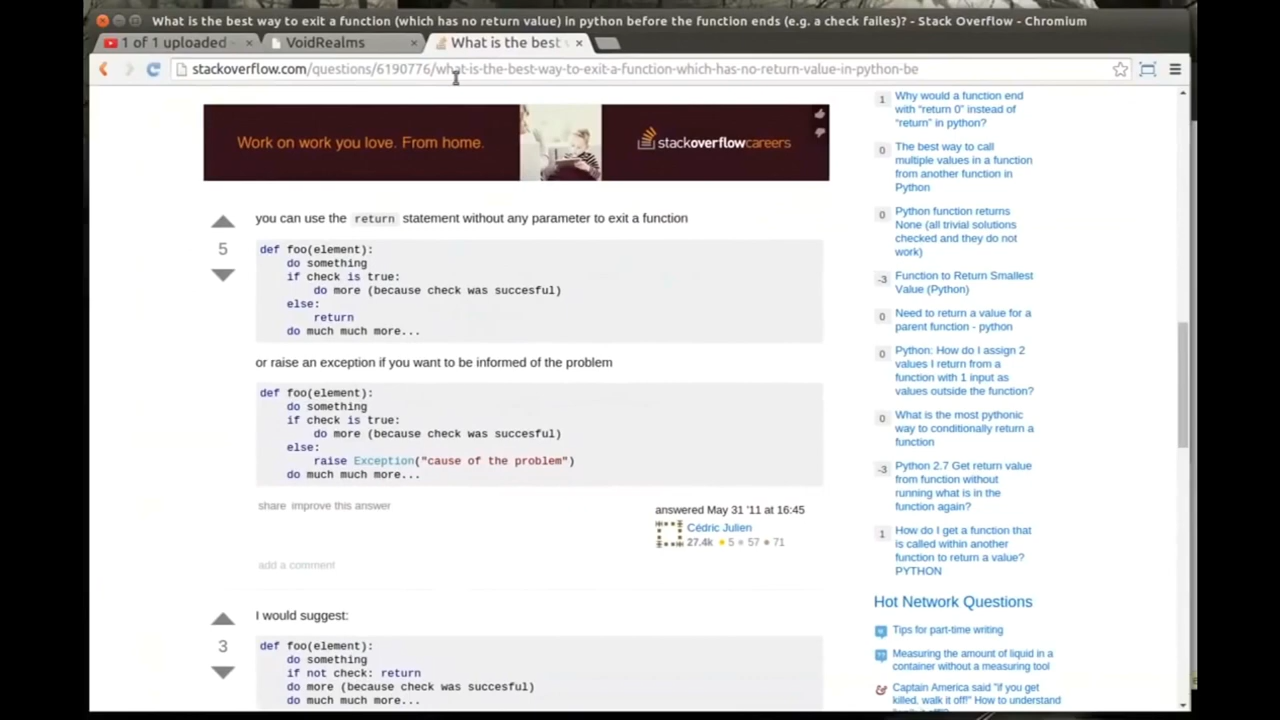 What is the best way to exit a function (which has no return value) in python before the function ends (e.g. a check failes)? - Stack Overflow - Chromium
1 of 1 uploaded
VoidRealms
What is the best
stackoverflow.com/questions/6190776/what-is-the-best-way-to-exit-a-function-which-has-no-return-value-in-python-be
Work on work you love. From home.
stackoverflowcareers
you can use the return statement without any parameter to exit a function
5
def foo(element):
    do something
    if check is true:
        do more (because check was succesful)
    else:
        return
    do much much more...
or raise an exception if you want to be informed of the problem
def foo(element):
    do something
    if check is true:
        do more (because check was succesful)
    else:
        raise Exception("cause of the problem")
    do much much more...
share improve this answer
answered May 31 '11 at 16:45
Cédric Julien
27.4k 5 57 71
add a comment
I would suggest:
3
def foo(element):
    do something
    if not check: return
    do more (because check was succesful)
    do much much more...
1 Why would a function end
with “return 0” instead of
“return” in python?
0 The best way to call
multiple values in a function
from another function in
Python
0 Python function returns
None (all trivial solutions
checked and they do not
work)
-3 Function to Return Smallest
Value (Python)
0 Need to return a value for a
parent function - python
0 Python: How do I assign 2
values I return from a
function with 1 input as
values outside the function?
0 What is the most pythonic
way to conditionally return a
function
-3 Python 2.7 Get return value
from function without
running what is in the
function again?
1 How do I get a function that
is called within another
function to return a value?
PYTHON
Hot Network Questions
Tips for part-time writing
Measuring the amount of liquid in a
container without a measuring tool
Captain America said "if you get
killed, walk it off!" How to understand